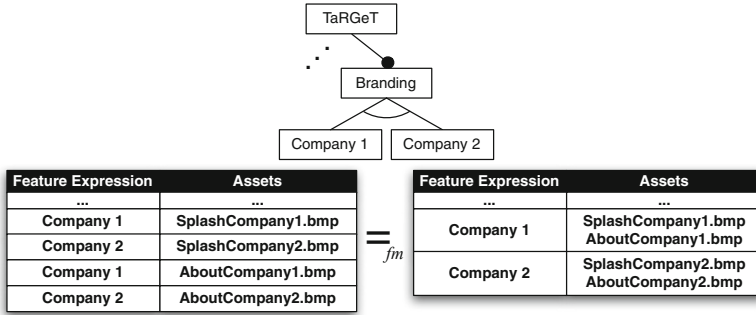 TaRGeT
Branding
Company 1 Company 2
Feature Expression Assets
... ...
Company 1 SplashCompany1.bmp
Company 2 SplashCompany2.bmp
Company 1 AboutCompany1.bmp
Company 2 AboutCompany2.bmp
=fm
Feature Expression Assets
... ...
Company 1 SplashCompany1.bmp
AboutCompany1.bmp
Company 2 SplashCompany2.bmp
AboutCompany2.bmp